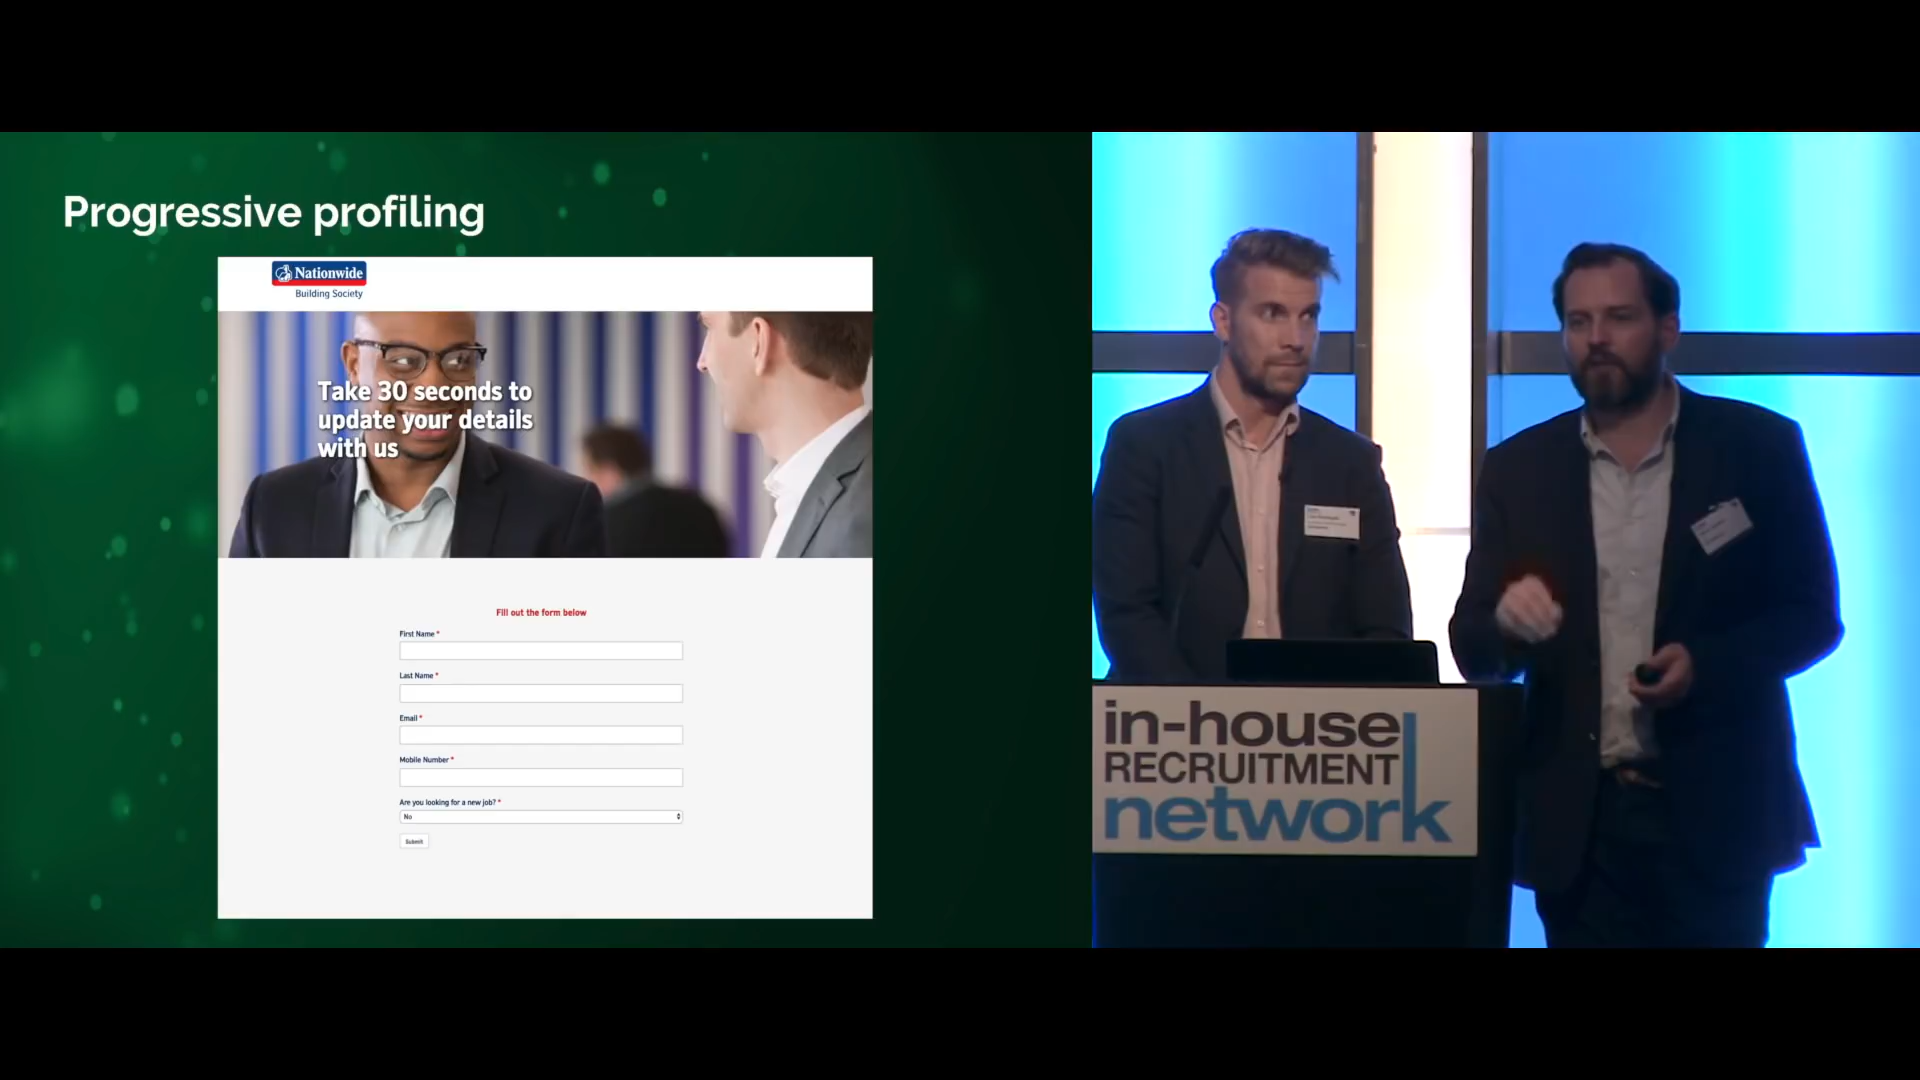 Progressive profiling
Nationwide
Building Society
Take 30 seconds to
update your details
with us
Fill out the form below
First Name *
Last Name *
Email *
Mobile Number *
Are you looking for a new job? *
No
Submit
in-house
RECRUITMENT
network